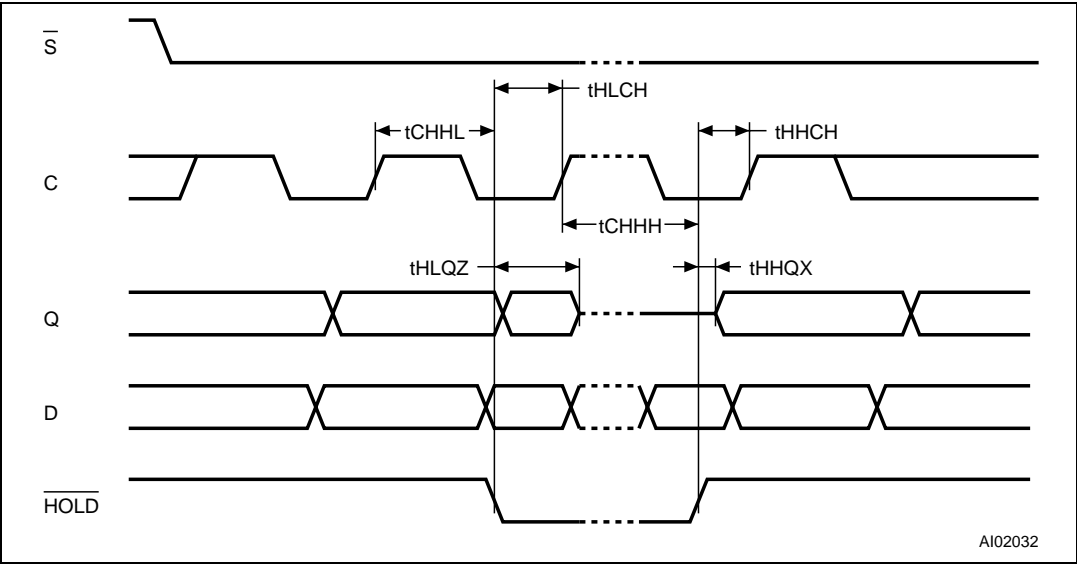 S
tHLCH
tCHHL
tHHCH
C
tCHHH
tHLQZ
tHHQX
Q
D
HOLD
AI02032